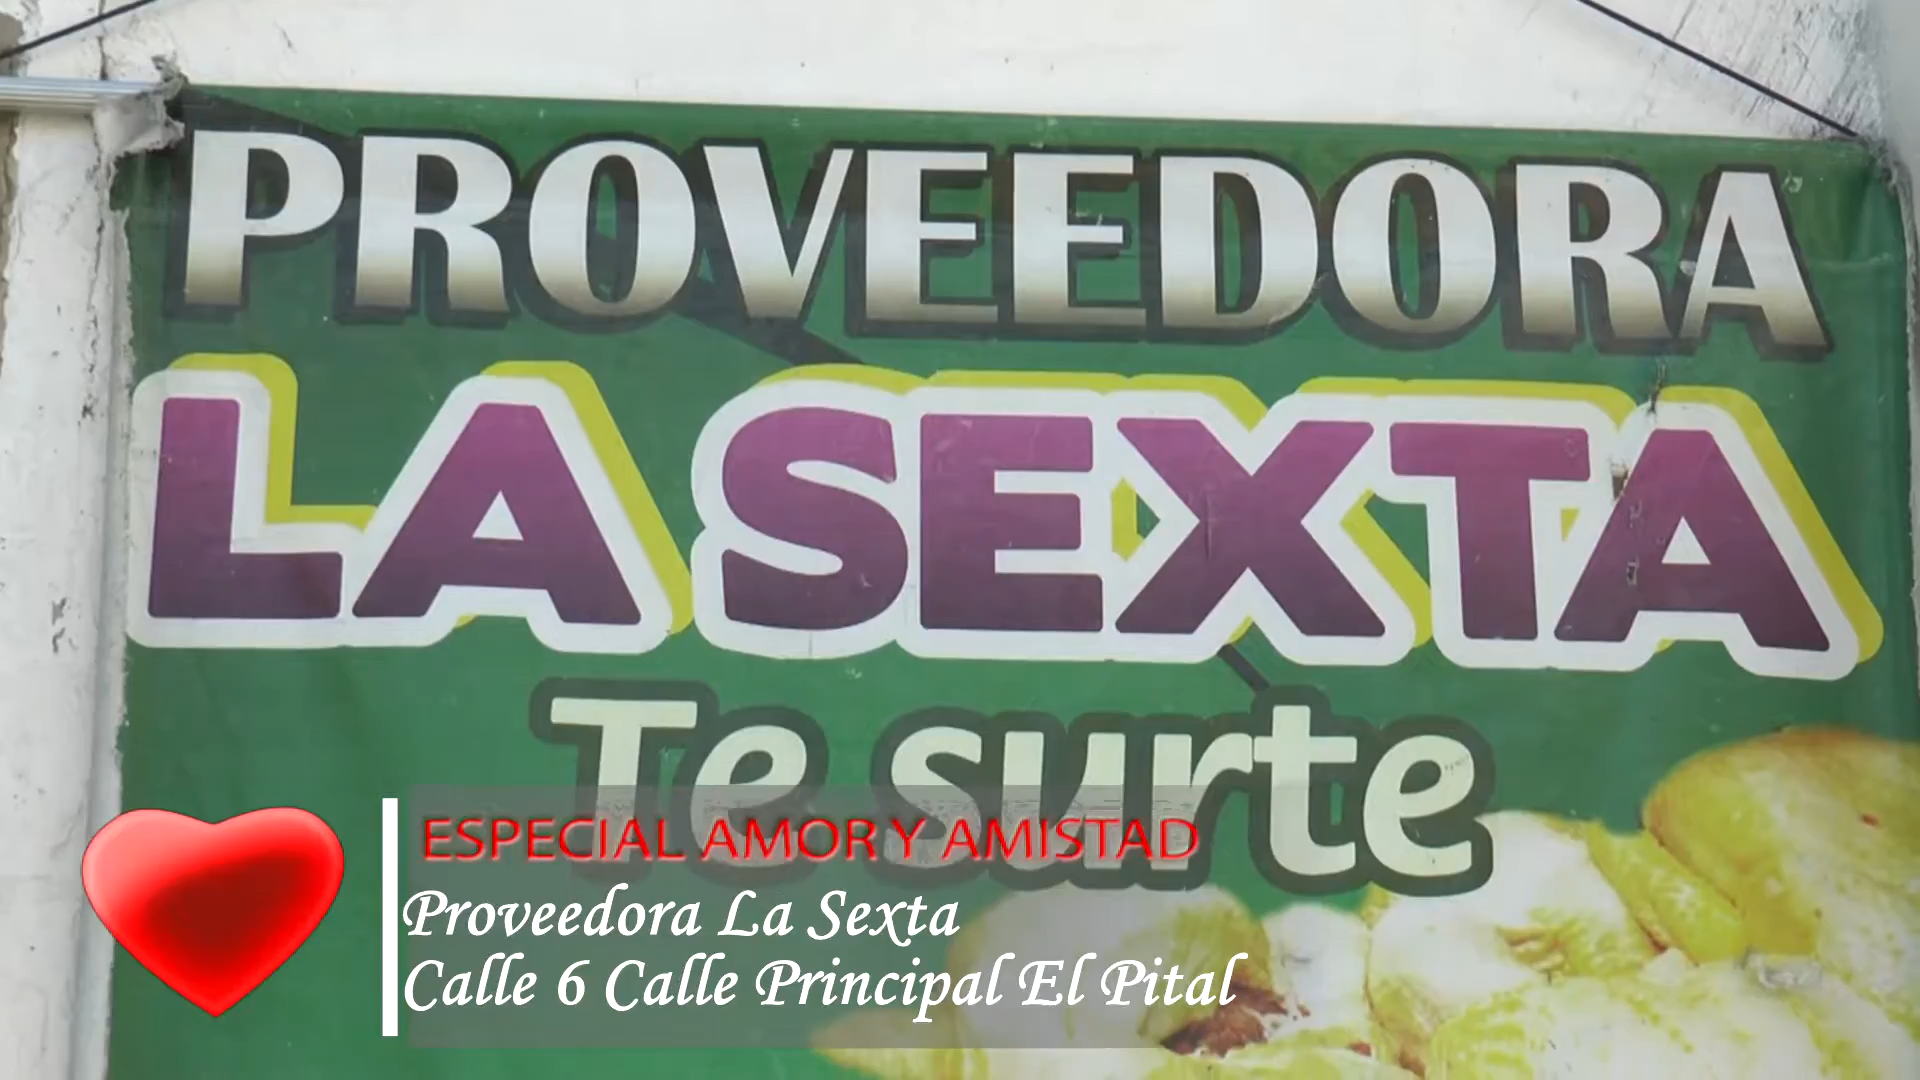 PROVEEDORA
LA SEXTA
Te surte
ESPECIAL AMOR Y AMISTAD
Proveedora La Sexta
Calle 6 Calle Principal El Pital